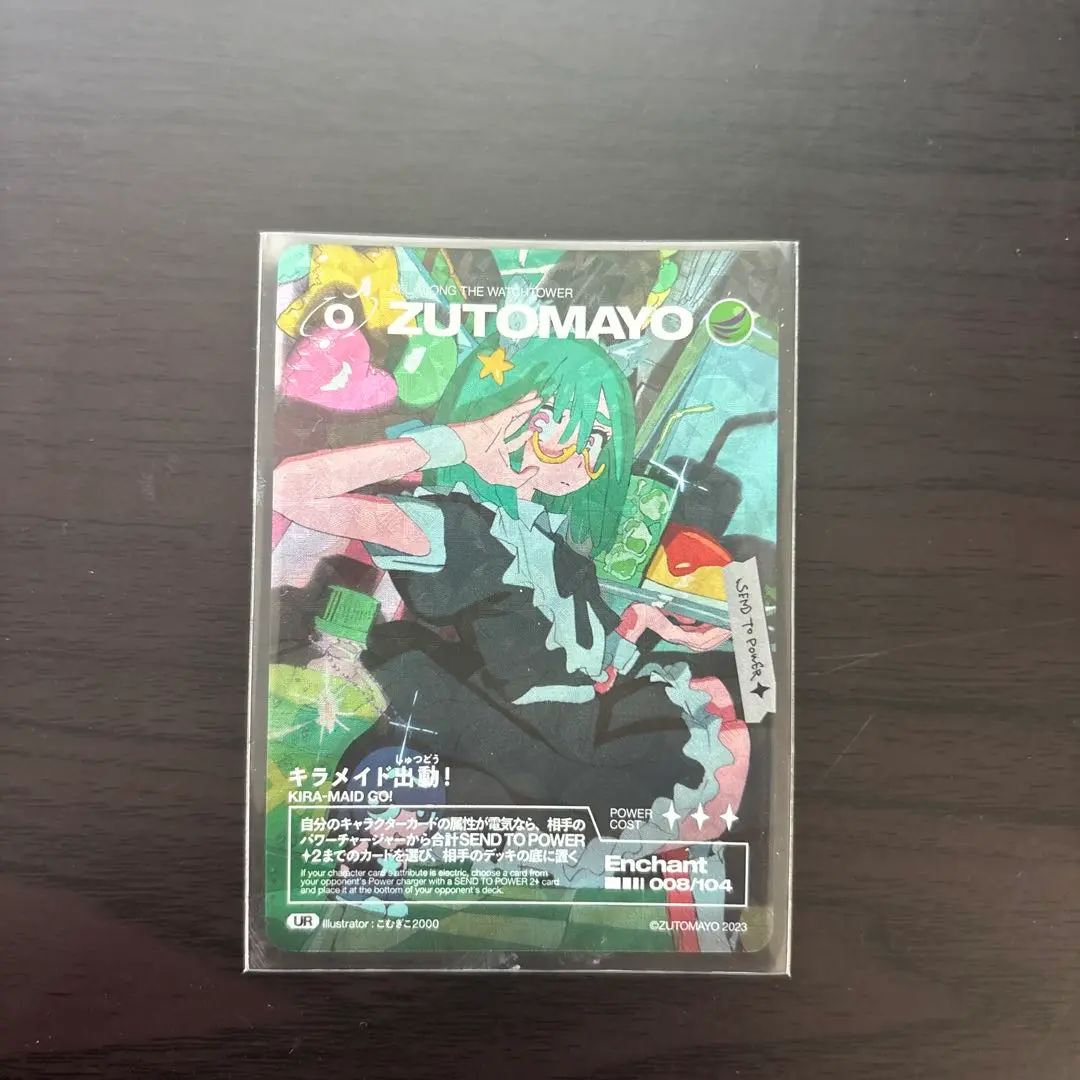 ALONG THE WATCHTOWER
ZUTOMAYO
SEND TO POWER
しゅつどう
キラメイド出動!
KIRA-MAID GO!
POWER
COST
自分のキャラクターカードの属性が電気なら、相手の
パワーチャージャーから合計SEND TO POWER
✦2までのカードを選び、相手のデッキの底に置く
If your character card's attribute is electric, choose a card from
your opponent's Power charger with a SEND TO POWER 2✦ card
and place it at the bottom of your opponent's deck.
Enchant
008/104
UR Illustrator : こむぎこ2000
©ZUTOMAYO 2023